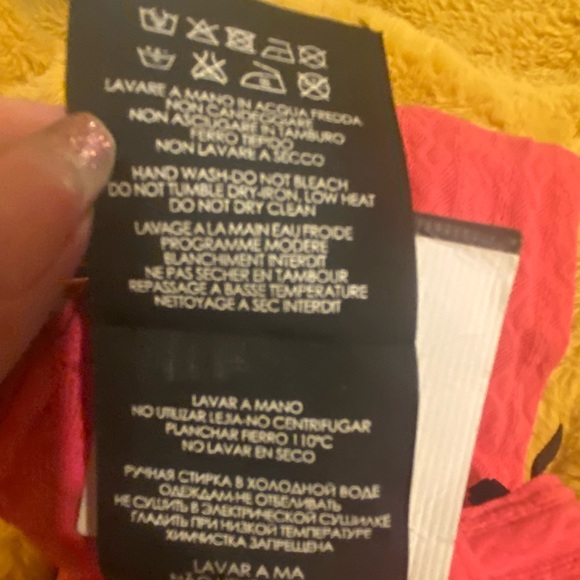 LAVARE A MANO IN ACQUA FREDDA
NON CANDEGGIARE
NON ASCIUGARE IN TAMBURO
FERRO TIEPIDO
NON LAVARE A SECCO
HAND WASH-DO NOT BLEACH
DO NOT TUMBLE DRY-IRON, LOW HEAT
DO NOT DRY CLEAN
LAVAGE A LA MAIN EAU FROIDE
PROGRAMME MODERE
BLANCHIMENT INTERDIT
NE PAS SECHER EN TAMBOUR
REPASSAGE A BASSE TEMPERATURE
NETTOYAGE A SEC INTERDIT
LAVAR A MANO
NO UTILIZAR LEJIA-NO CENTRIFUGAR
PLANCHAR FIERRO 110°C
NO LAVAR EN SECO
РУЧНАЯ СТИРКА В ХОЛОДНОЙ ВОДЕ
ОДЕЖДАМ-НЕ ОТБЕЛИВАТЬ
НЕ СУШИТЬ В ЭЛЕКТРИЧЕСКОЙ СУШИЛКЕ
ГЛАДИТЬ ПРИ НИЗКОЙ ТЕМПЕРАТУРЕ
ХИМЧИСТКА ЗАПРЕЩЕНА
LAVAR A MA